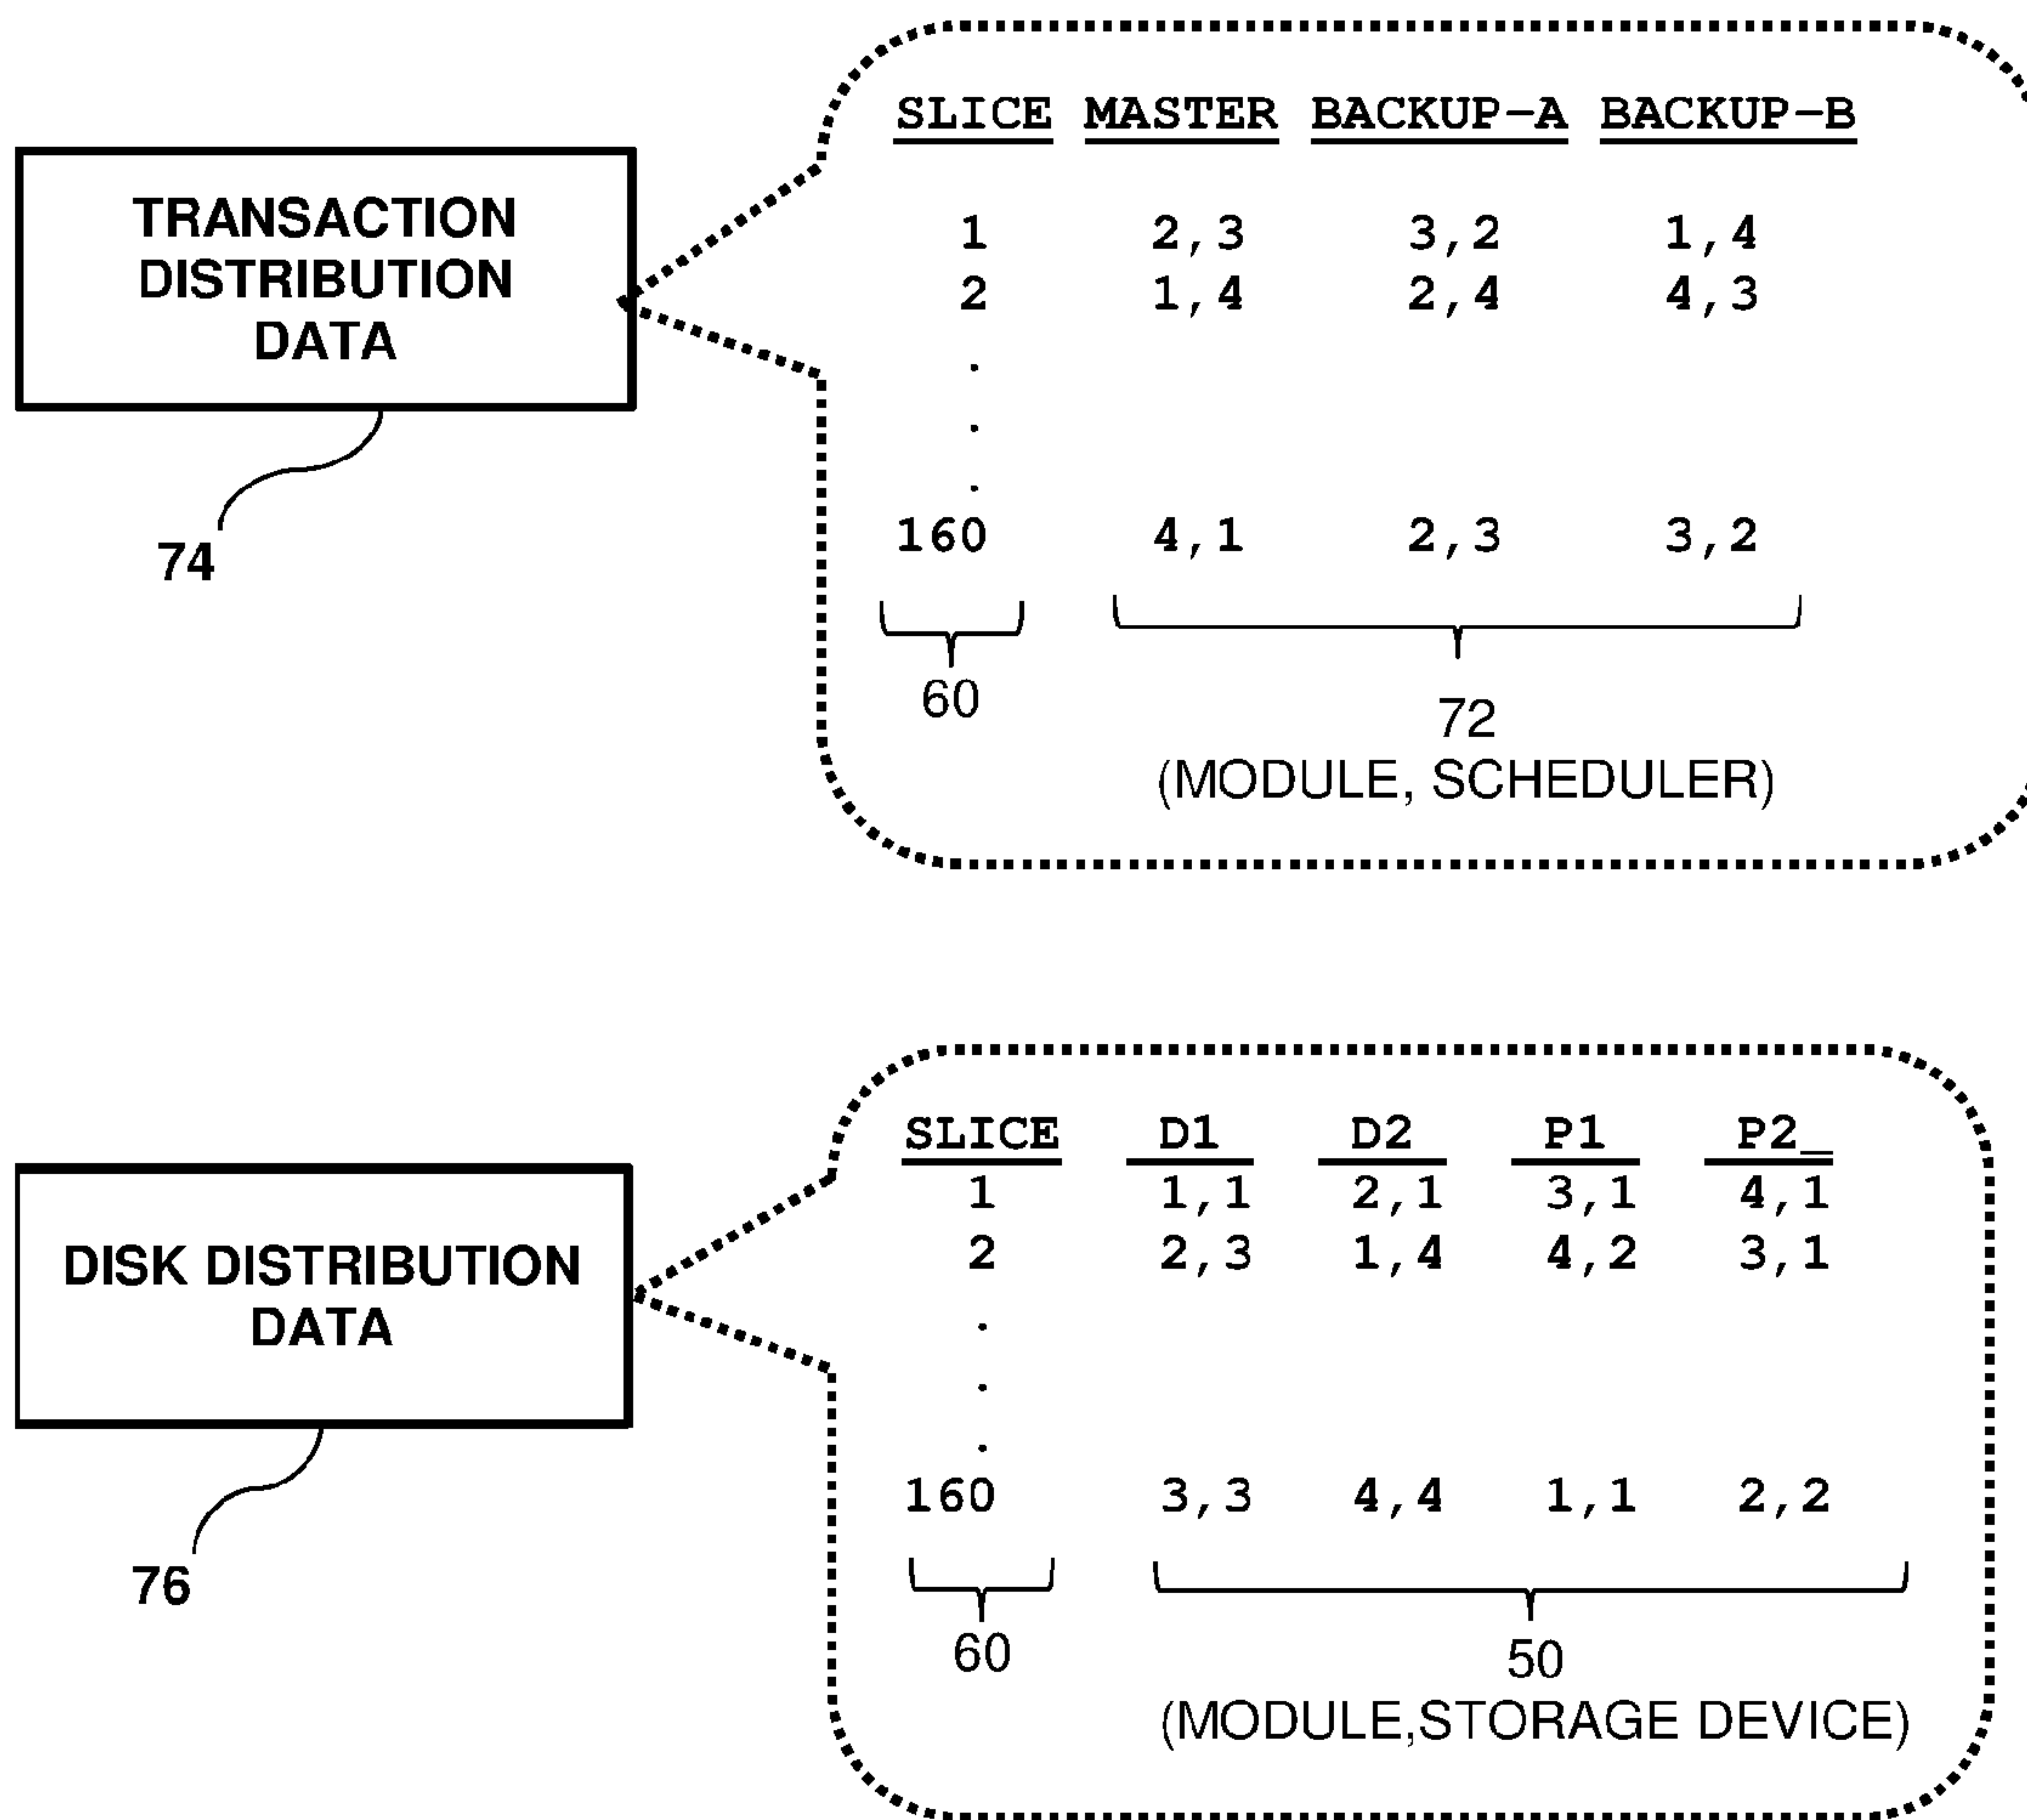 SLICE MASTER BACKUP-A BACKUP-B
TRANSACTION
DISTRIBUTION
DATA
1 2,3 3,2 1,4
2 1,4 2,4 4,3
.
.
.
160 4,1 2,3 3,2
74
60
72
(MODULE, SCHEDULER)
SLICE D1 D2 P1 P2_
1 1,1 2,1 3,1 4,1
2 2,3 1,4 4,2 3,1
DISK DISTRIBUTION
DATA
.
.
.
160 3,3 4,4 1,1 2,2
76
60
50
(MODULE,STORAGE DEVICE)